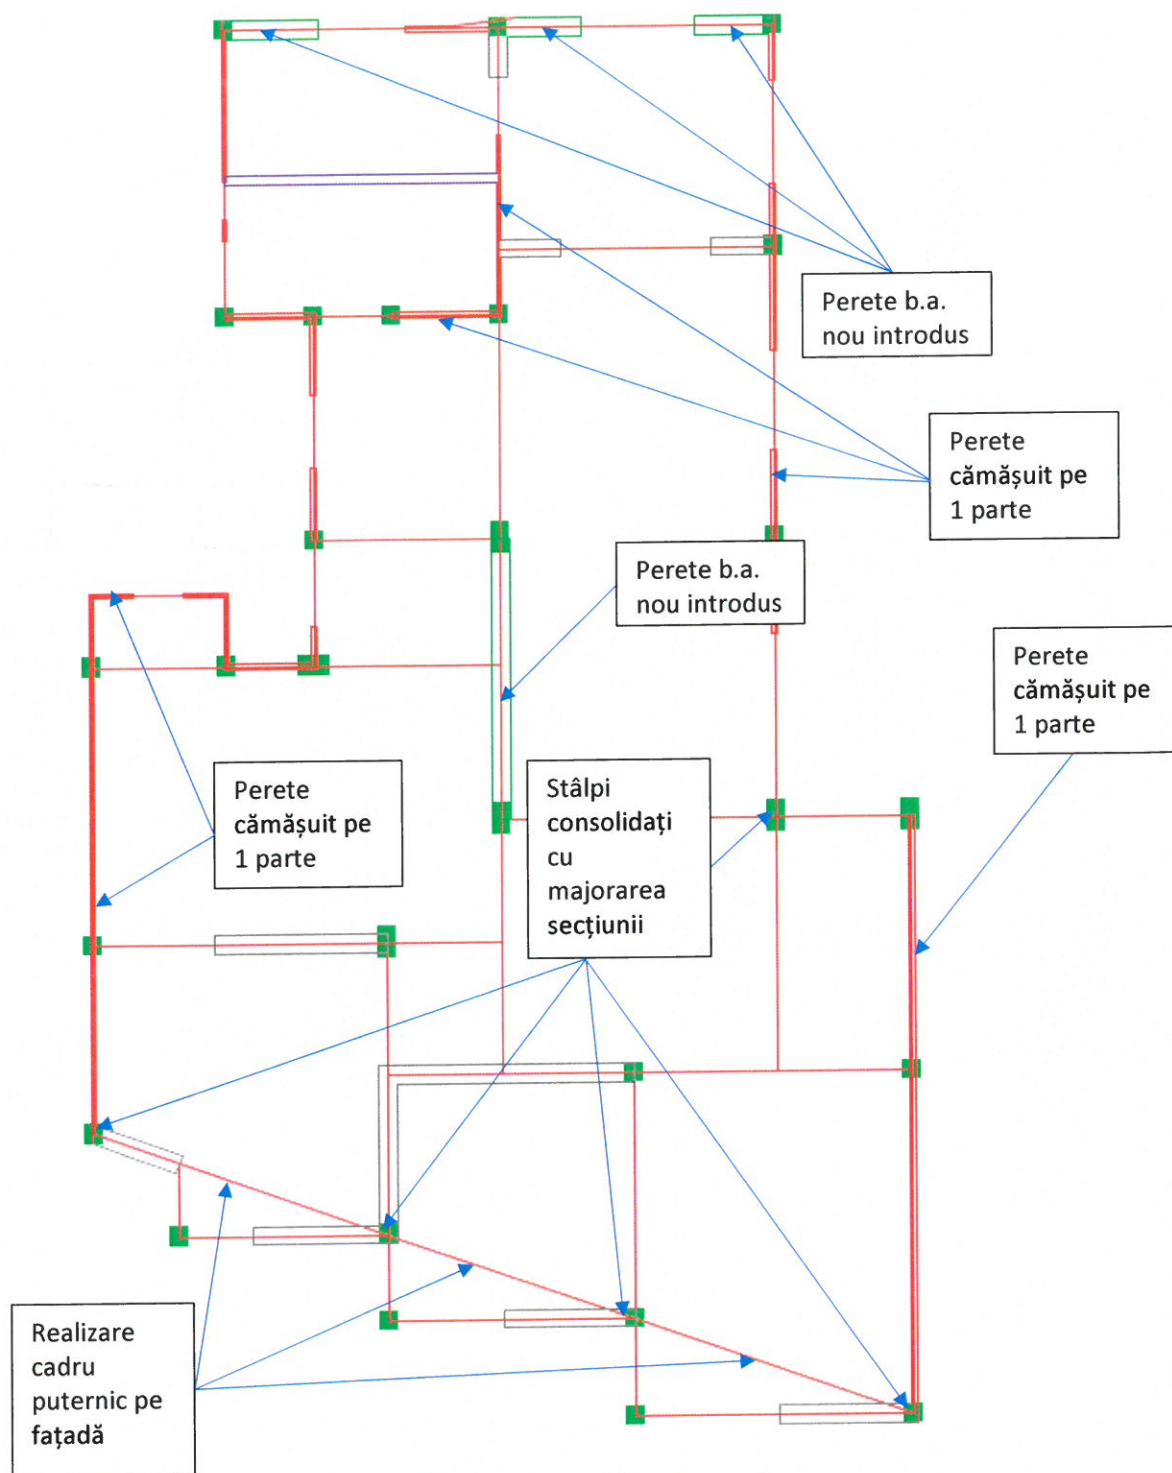 Perete b.a.
nou introdus
Perete
cămășuit pe
1 parte
Perete b.a.
nou introdus
Perete
cămășuit pe
1 parte
Perete
cămășuit pe
1 parte
Stâlpi
consolidați
cu
majorarea
secțiunii
Realizare
cadru
puternic pe
fațadă